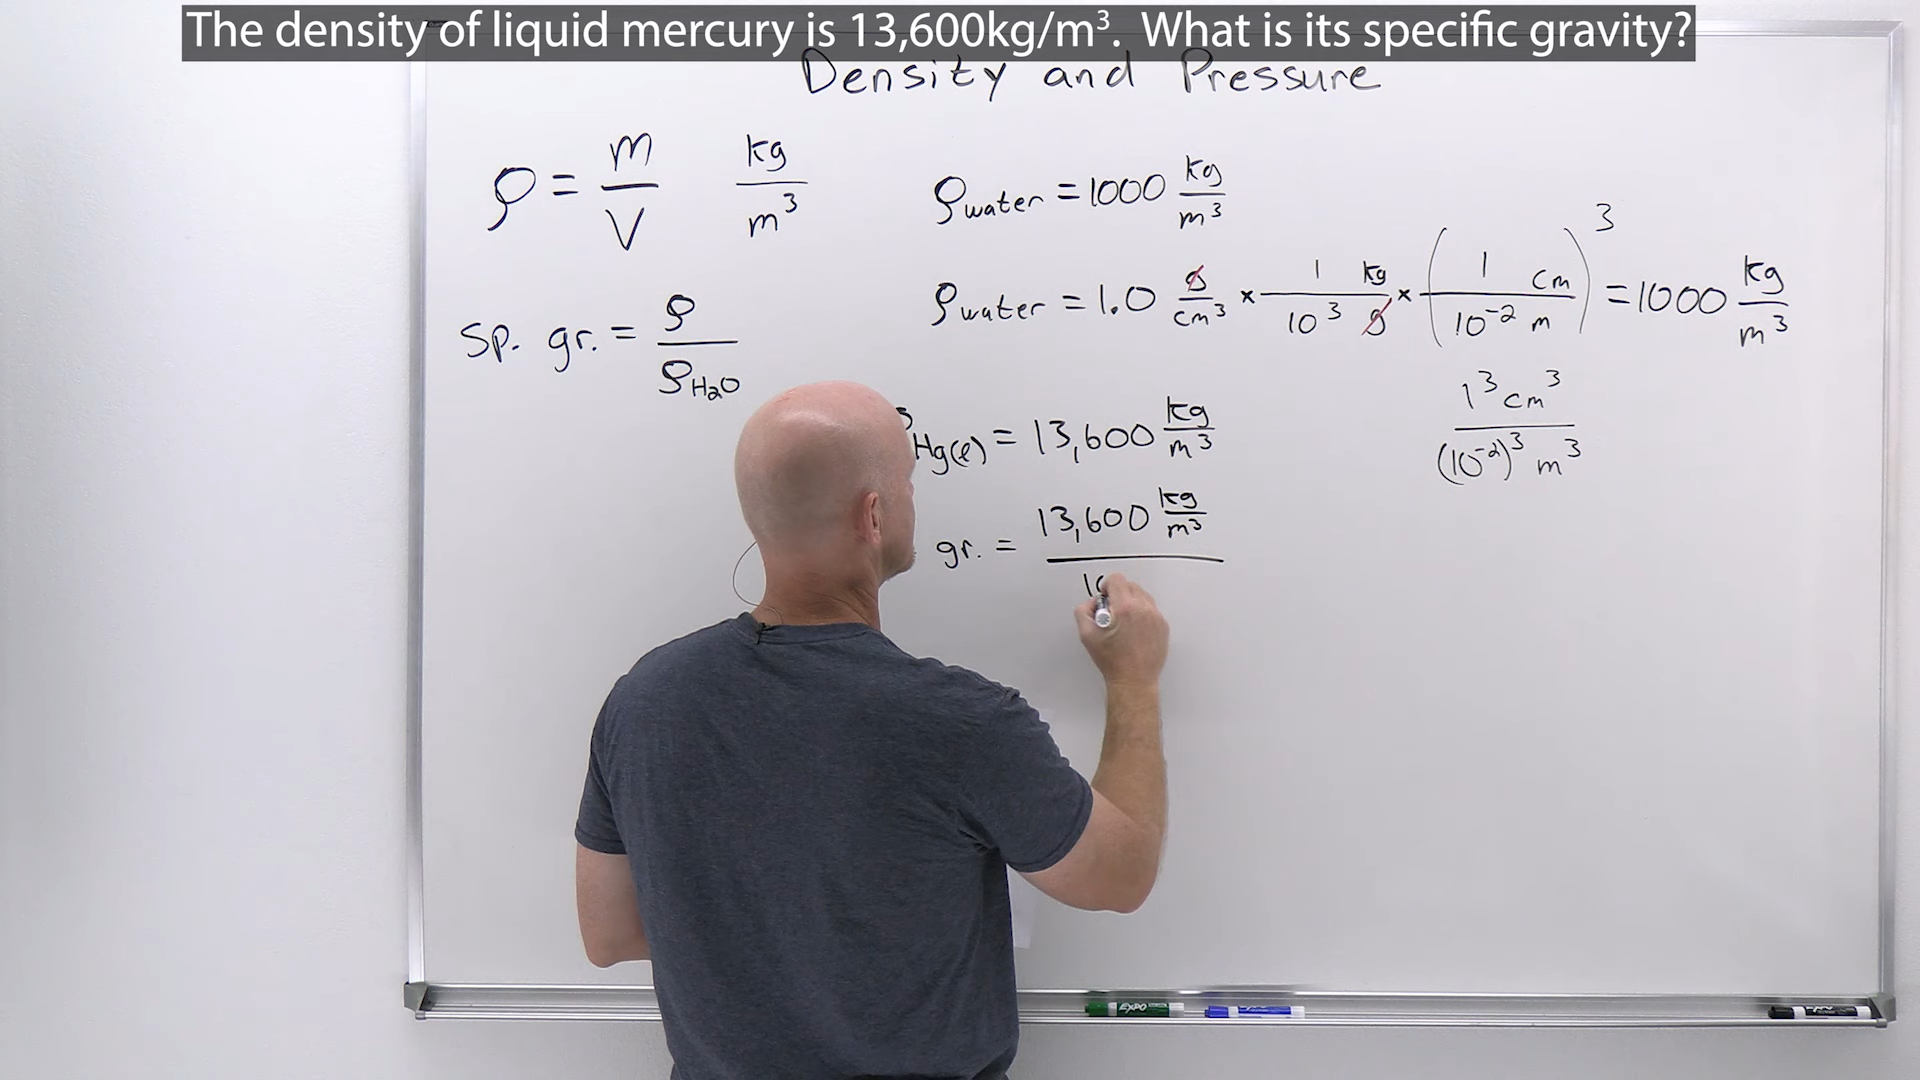 The density of liquid mercury is 13,600kg/m³. What is its specific gravity?
Density and Pressure
ρ = m/V kg/m³
ρwater = 1000 kg/m³
ρwater = 1.0 g/cm³ × 1 kg/10³ g × (1 cm/10⁻² m)³ = 1000 kg/m³
Sp. gr. = ρ/ρH₂O
1³ cm³/(10⁻²)³ m³
Hg(ℓ) = 13,600 kg/m³
gr. = 13,600 kg/m³
EXPO